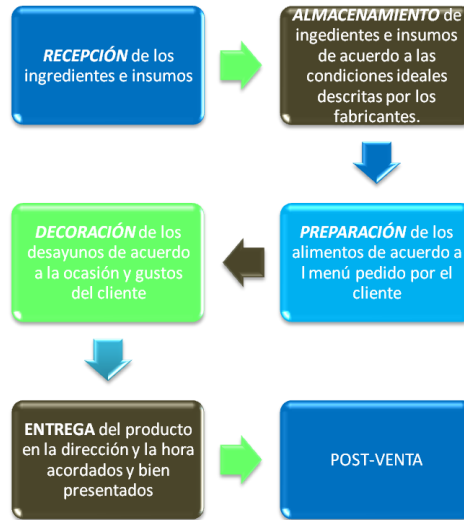 RECEPCIÓN de los
ingredientes e insumos
ALMACENAMIENTO de
ingedientes e insumos
de acuerdo a las
condiciones ideales
descritas por los
fabricantes.
PREPARACIÓN de los
alimentos de acuerdo a
l menú pedido por el
cliente
DECORACIÓN de los
desayunos de acuerdo
a la ocasión y gustos
del cliente
ENTREGA del producto
en la dirección y la hora
acordados y bien
presentados
POST-VENTA